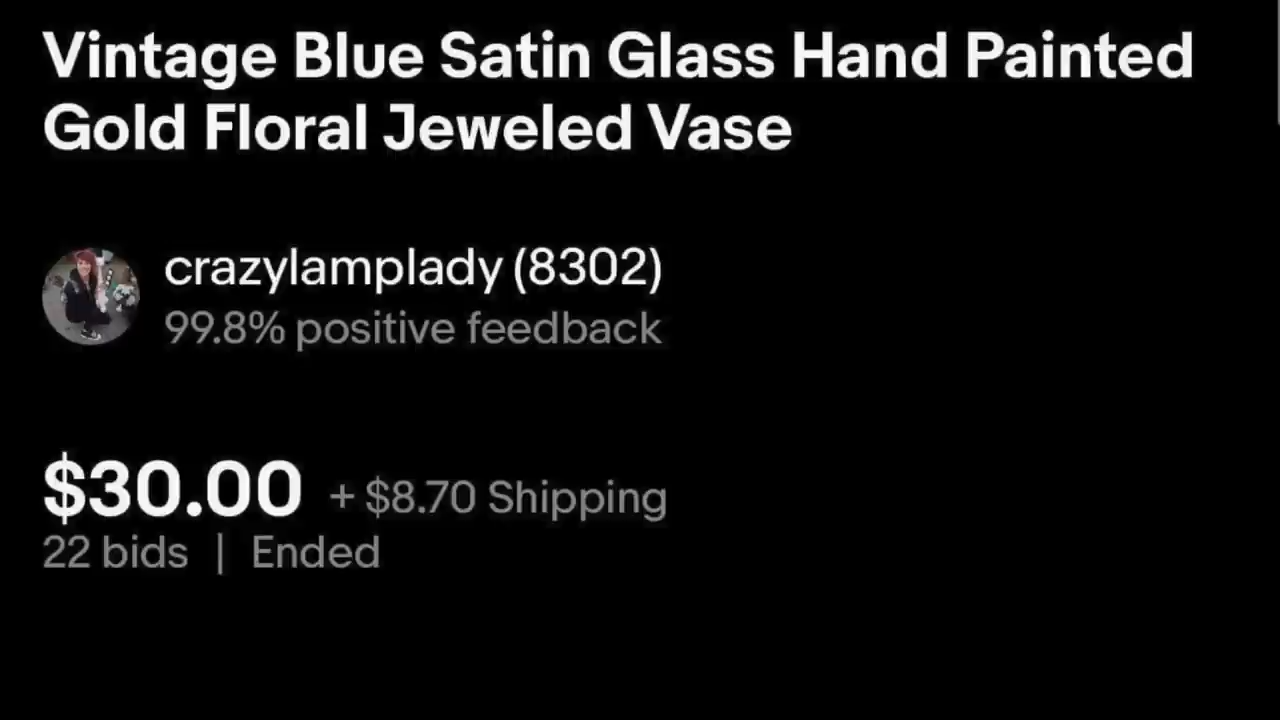 Vintage Blue Satin Glass Hand Painted
Gold Floral Jeweled Vase
crazylamplady (8302)
99.8% positive feedback
$30.00 + $8.70 Shipping
22 bids | Ended